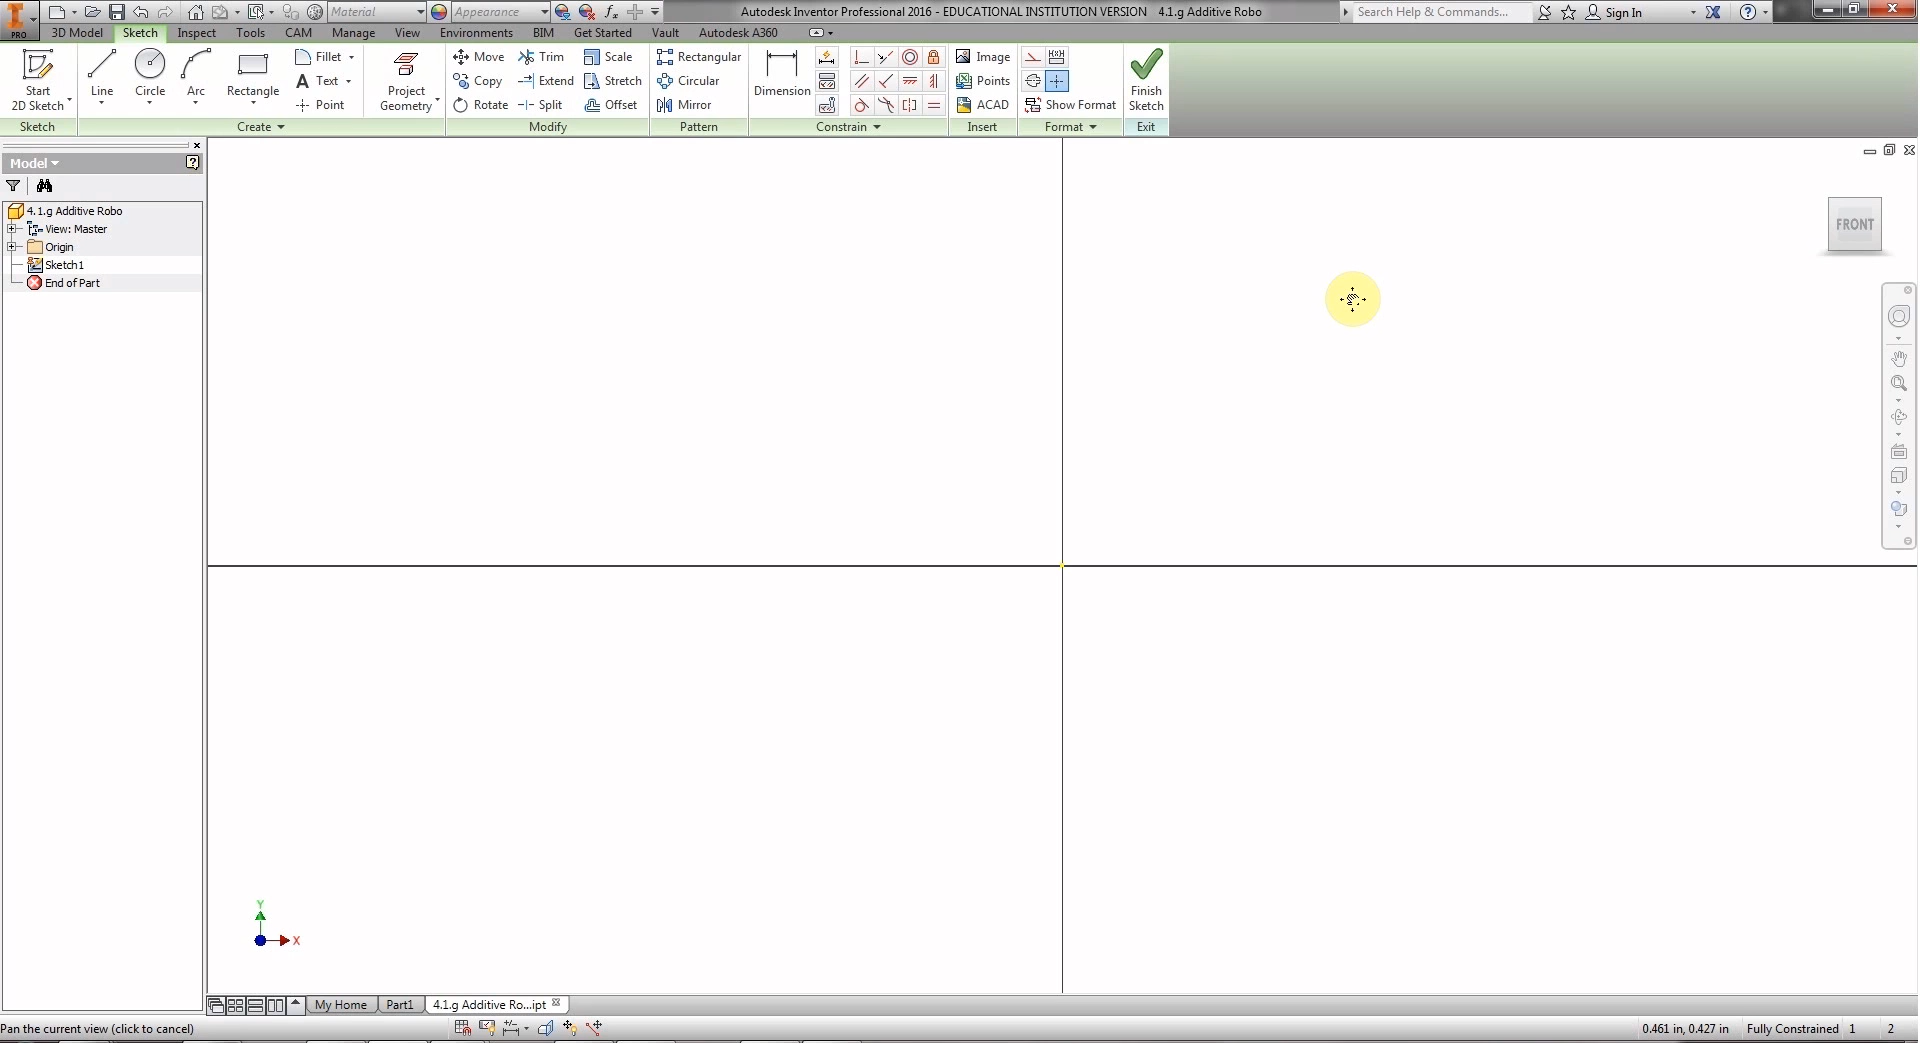 Material
Appearance
Autodesk Inventor Professional 2016 - EDUCATIONAL INSTITUTION VERSION 4.1.g Additive Robo
Search Help & Commands...
Sign In
PRO
3D Model Sketch Inspect Tools CAM Manage View Environments BIM Get Started Vault Autodesk A360
Start 2D Sketch
Line
Circle
Arc
Rectangle
Fillet
Text
Point
Project Geometry
Move Trim Scale
Copy Extend Stretch
Rotate Split Offset
Rectangular
Circular
Mirror
Dimension
Image
Points
ACAD
Show Format
Finish Sketch
Sketch Create Modify Pattern Constrain Insert Format Exit
Model
4.1.g Additive Robo
View: Master
Origin
Sketch1
End of Part
FRONT
Y
X
My Home Part1 4.1.g Additive Ro...ipt
Pan the current view (click to cancel)
0.461 in, 0.427 in Fully Constrained 1 2